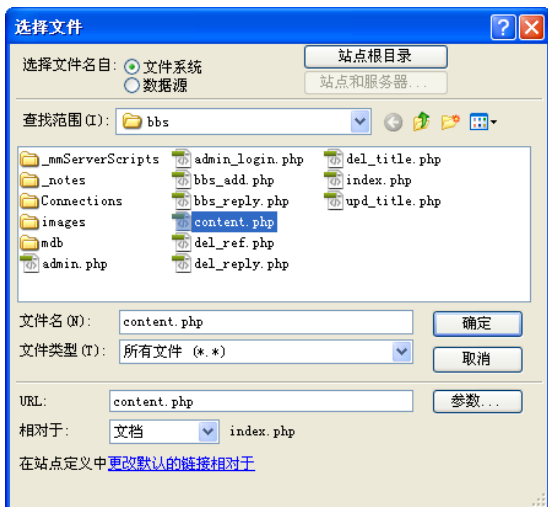 选择文件
选择文件名自: 文件系统 站点根目录
数据源 站点和服务器...
查找范围(I): bbs
_mmServerScripts admin_login.php del_title.php
_notes bbs_add.php index.php
Connections bbs_reply.php upd_title.php
images content.php
mdb del_ref.php
admin.php del_reply.php
文件名(N): content.php 确定
文件类型(T): 所有文件 (*.*) 取消
URL: content.php 参数...
相对于: 文档 index.php
在站点定义中更改默认的链接相对于